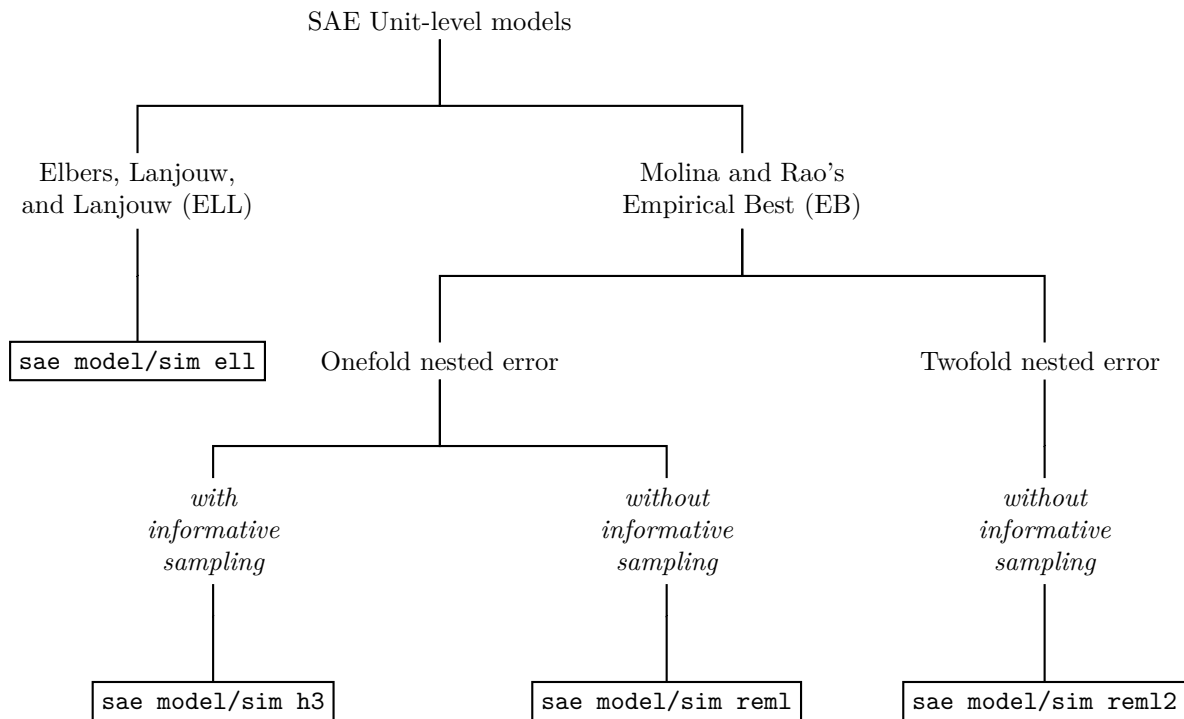 SAE Unit-level models
Elbers, Lanjouw,
and Lanjouw (ELL)
Molina and Rao's
Empirical Best (EB)
sae model/sim ell
Onefold nested error
Twofold nested error
with
informative
sampling
without
informative
sampling
without
informative
sampling
sae model/sim h3
sae model/sim reml
sae model/sim reml2